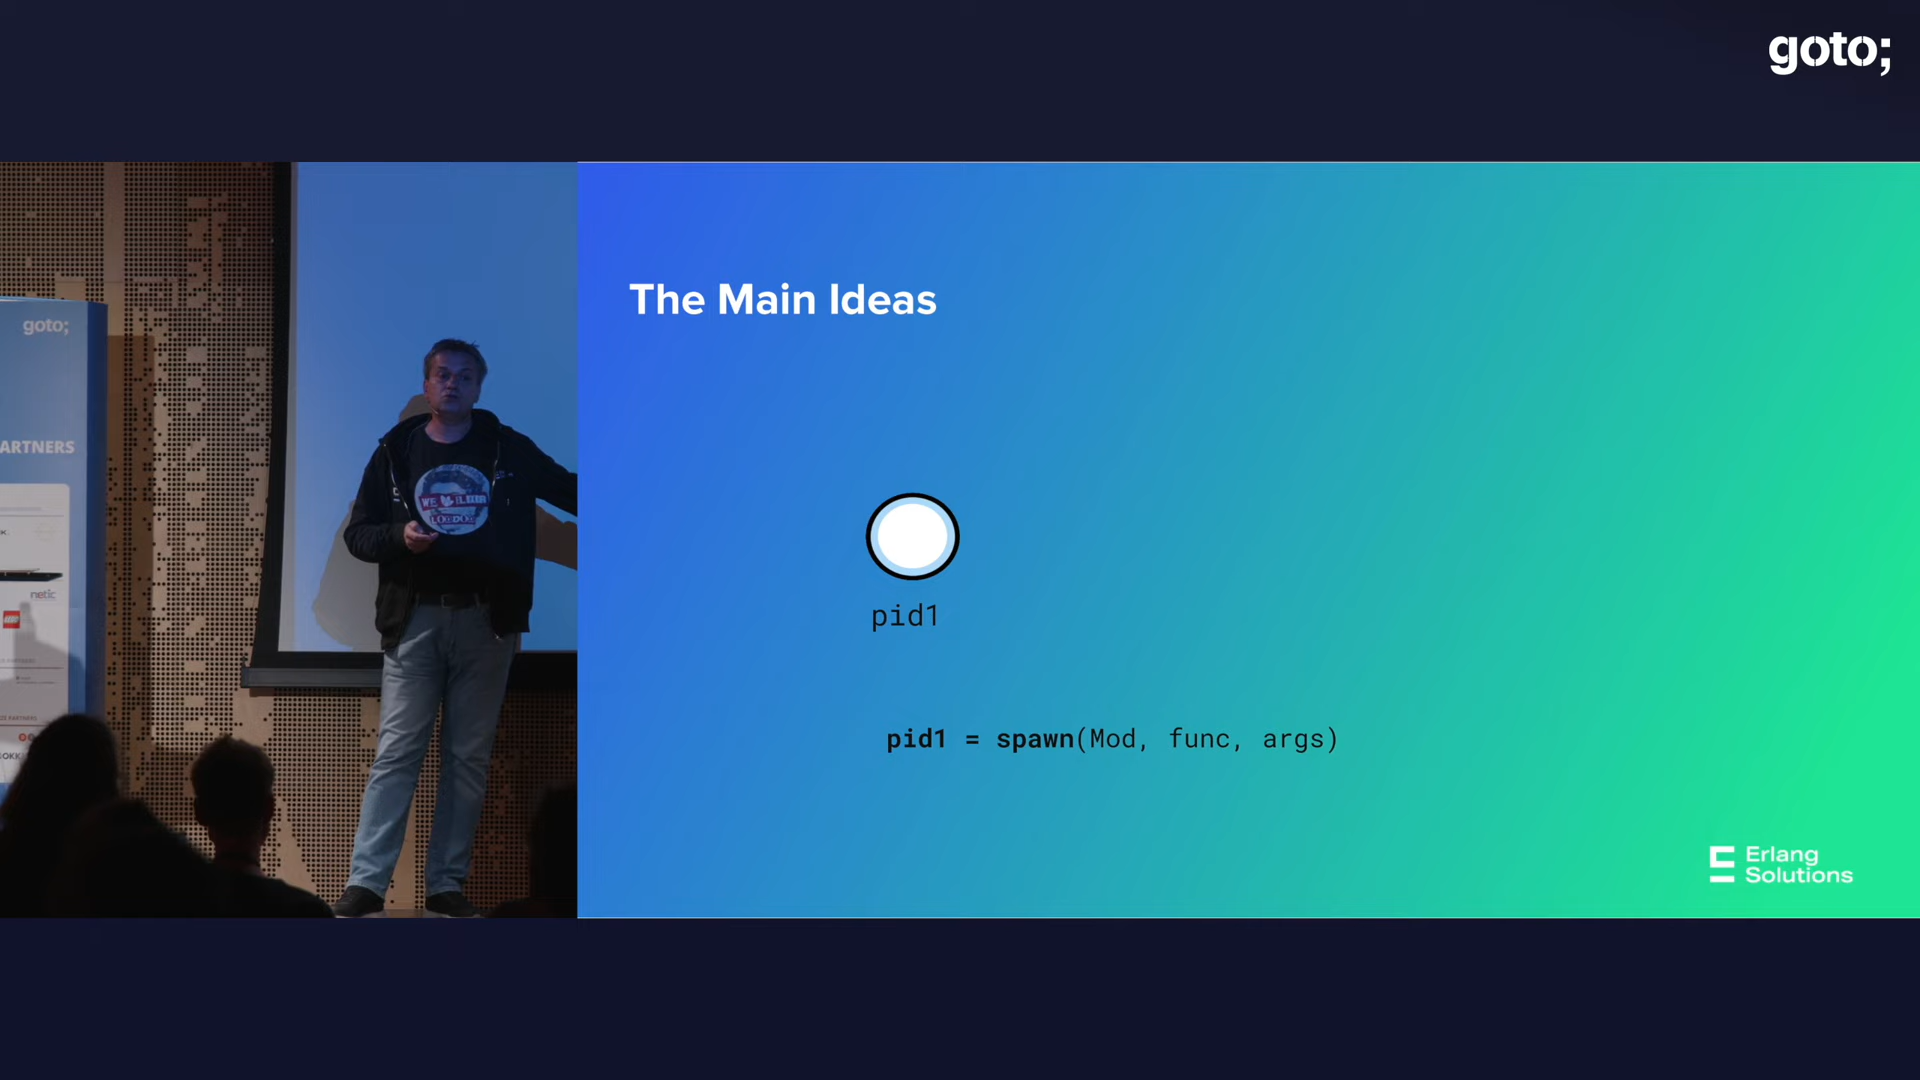 goto;
goto;
ARTNERS
netic
The Main Ideas
pid1
pid1 = spawn(Mod, func, args)
Erlang
Solutions